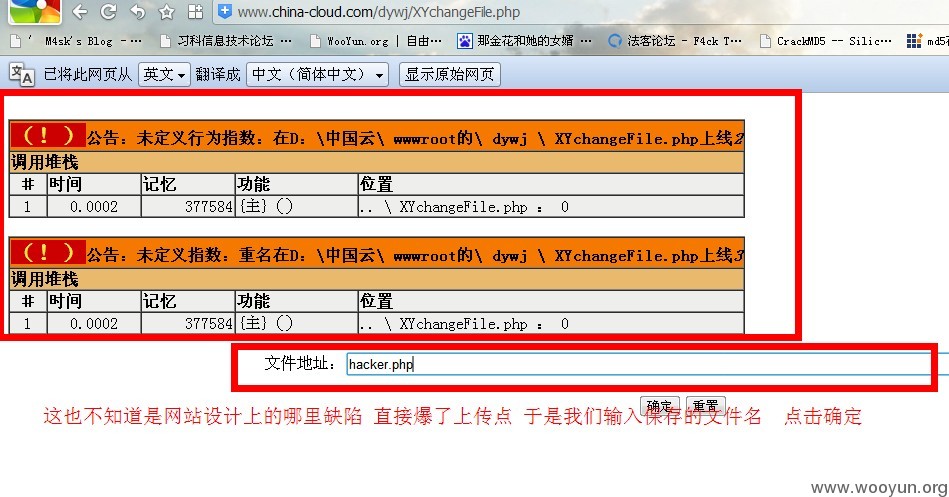 www.china-cloud.com/dywj/XYchangeFile.php
' M4sk's Blog - ··· 习科信息技术论坛 ··· WooYun.org | 自由··· 那金花和她的女婿 ··· 法客论坛 - F4ck T··· CrackMD5 -- Silic··· md5
已将此网页从 英文 翻译成 中文（简体中文） 显示原始网页
（！）公告：未定义行为指数：在D：\中国云\ wwwroot的\ dywj \ XYchangeFile.php上线
调用堆栈
# 时间 记忆 功能 位置
1 0.0002 377584 {主}（） .. \ XYchangeFile.php ： 0
（！）公告：未定义指数：重名在D：\中国云\ wwwroot的\ dywj \ XYchangeFile.php上线
调用堆栈
# 时间 记忆 功能 位置
1 0.0002 377584 {主}（） .. \ XYchangeFile.php ： 0
文件地址： hacker.php
确定 重置
这也不知道是网站设计上的哪里缺陷 直接爆了上传点 于是我们输入保存的文件名 点击确定
www.wooyun.org